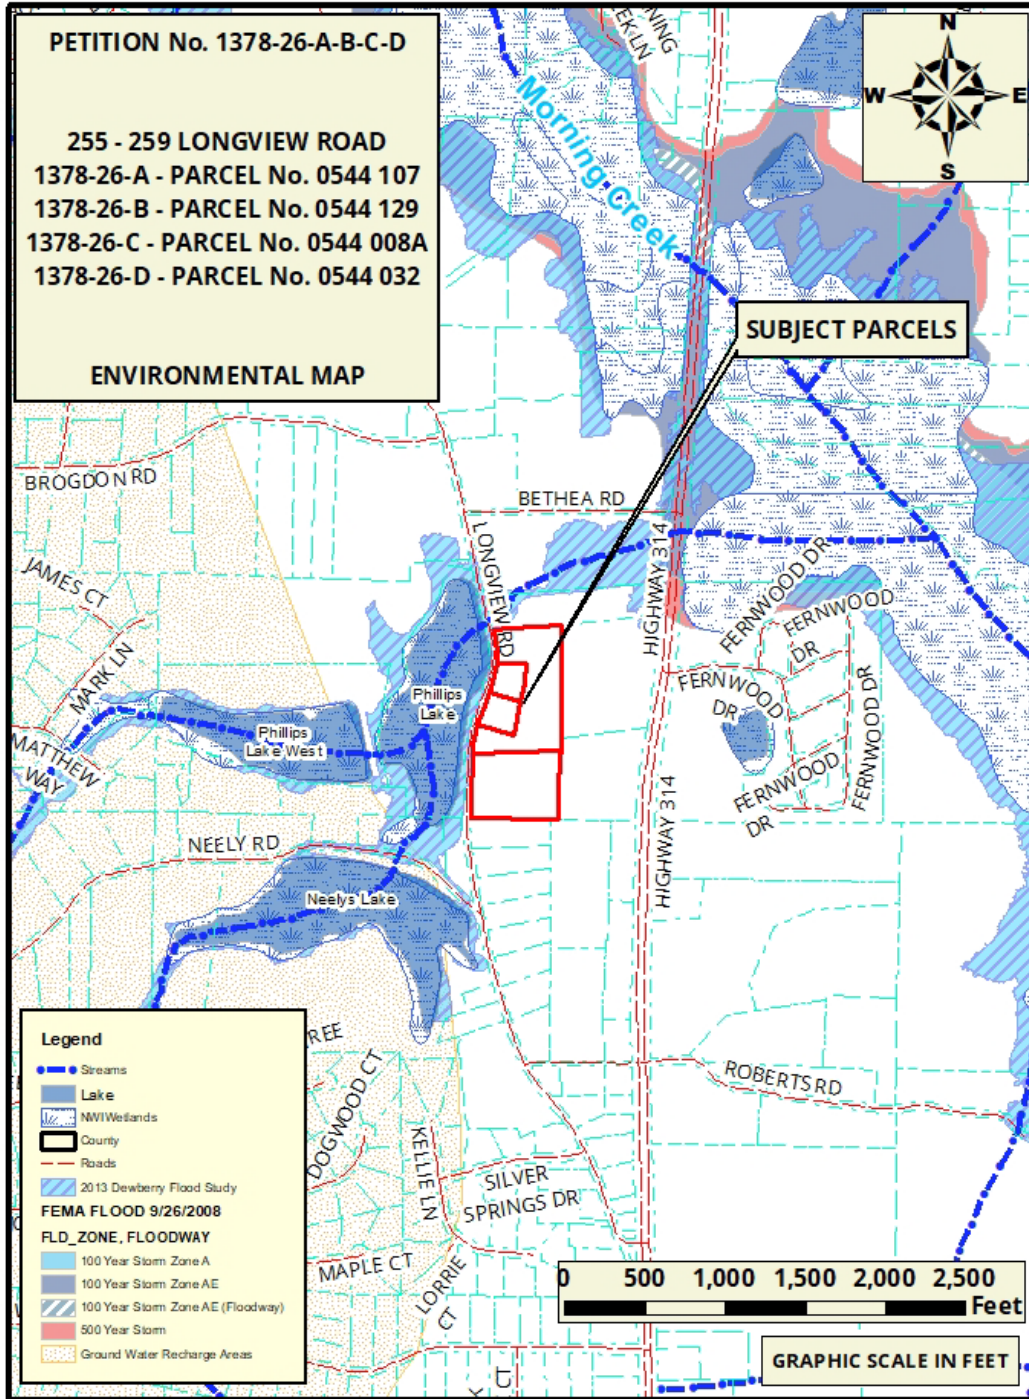 PETITION No. 1378-26-A-B-C-D
255 - 259 LONGVIEW ROAD
1378-26-A - PARCEL No. 0544 107
1378-26-B - PARCEL No. 0544 129
1378-26-C - PARCEL No. 0544 008A
1378-26-D - PARCEL No. 0544 032
ENVIRONMENTAL MAP
N
W
E
S
Morning Creek
SUBJECT PARCELS
BROGDON RD
BETHEA RD
LONGVIEW RD
HIGHWAY 314
JAMES CT
MARK LN
MATTHEW
WAY
Phillips
Lake West
Phillips
Lake
FERNWOOD DR
FERNWOOD
DR
FERNWOOD
DR
FERNWOOD DR
FERNWOOD
DR
HIGHWAY 314
NEELY RD
Neelys Lake
ROBERTS RD
DOGWOOD CT
KELLIE LN
SILVER
SPRINGS DR
MAPLE CT
LORRIE
CT
CT
Legend
Streams
Lake
NWI Wetlands
County
Roads
2013 Dewberry Flood Study
FEMA FLOOD 9/26/2008
FLD_ZONE, FLOODWAY
100 Year Storm Zone A
100 Year Storm Zone AE
100 Year Storm Zone AE (Floodway)
500 Year Storm
Ground Water Recharge Areas
0 500 1,000 1,500 2,000 2,500
Feet
GRAPHIC SCALE IN FEET